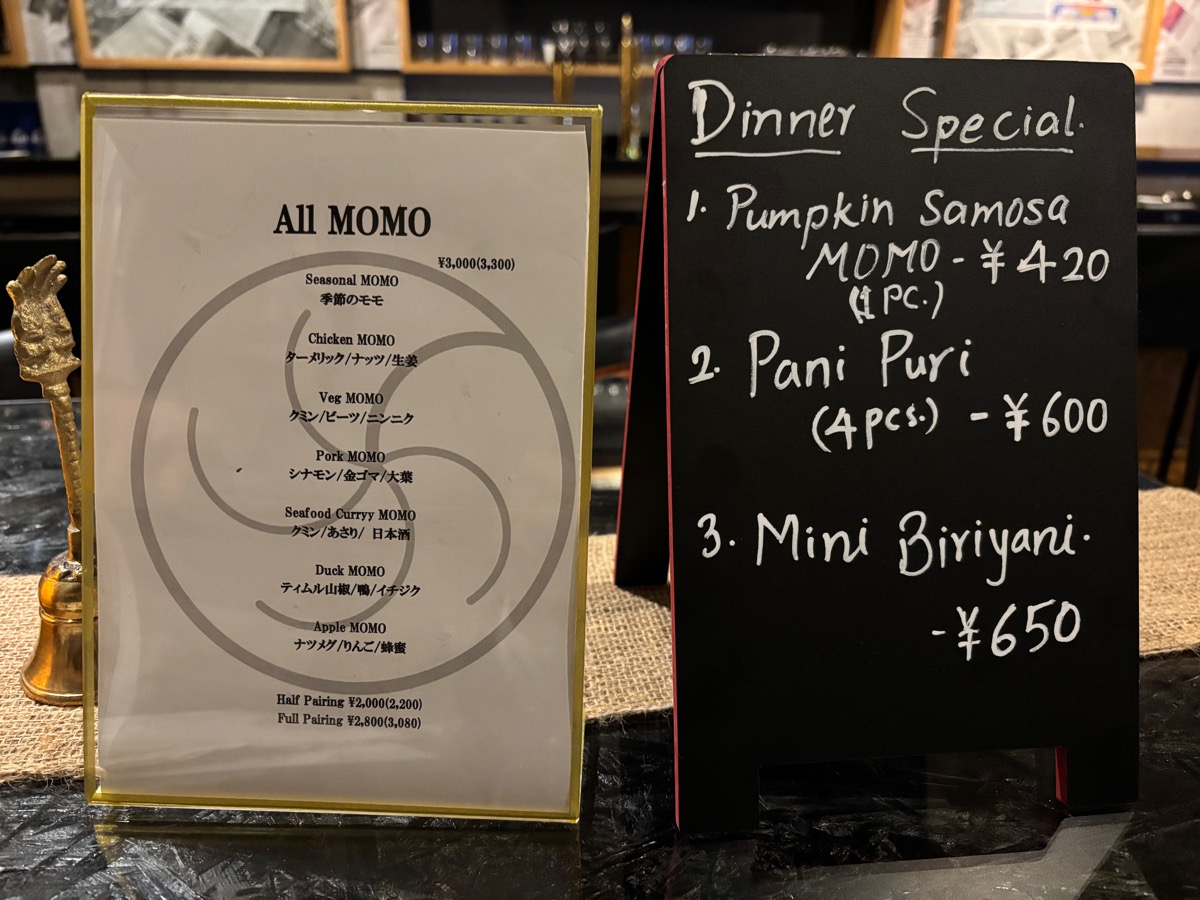 All MOMO
¥3,000(3,300)
Seasonal MOMO
季節のモモ
Chicken MOMO
ターメリック/ナッツ/生姜
Veg MOMO
クミン/ビーツ/ニンニク
Pork MOMO
シナモン/金ゴマ/大葉
Seafood Curryy MOMO
クミン/あさり/ 日本酒
Duck MOMO
ティムル山椒/鴨/イチジク
Apple MOMO
ナツメグ/りんご/蜂蜜
Half Pairing ¥2,000(2,200)
Full Pairing ¥2,800(3,080)
Dinner Special.
1. Pumpkin Samosa
MOMO - ¥420
(1 PC.)
2. Pani Puri
(4pcs.) - ¥600
3. Mini Biriyani.
- ¥650